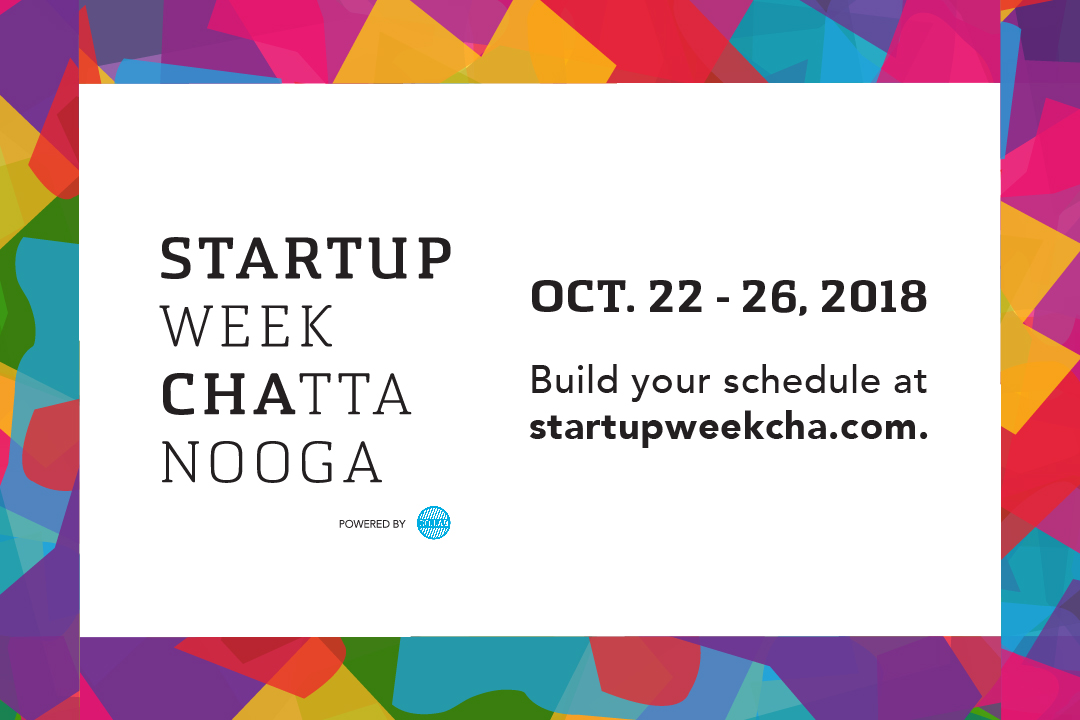 STARTUP
WEEK
CHATTA
NOOGA
POWERED BY
OCT. 22 - 26, 2018
Build your schedule at
startupweekcha.com.